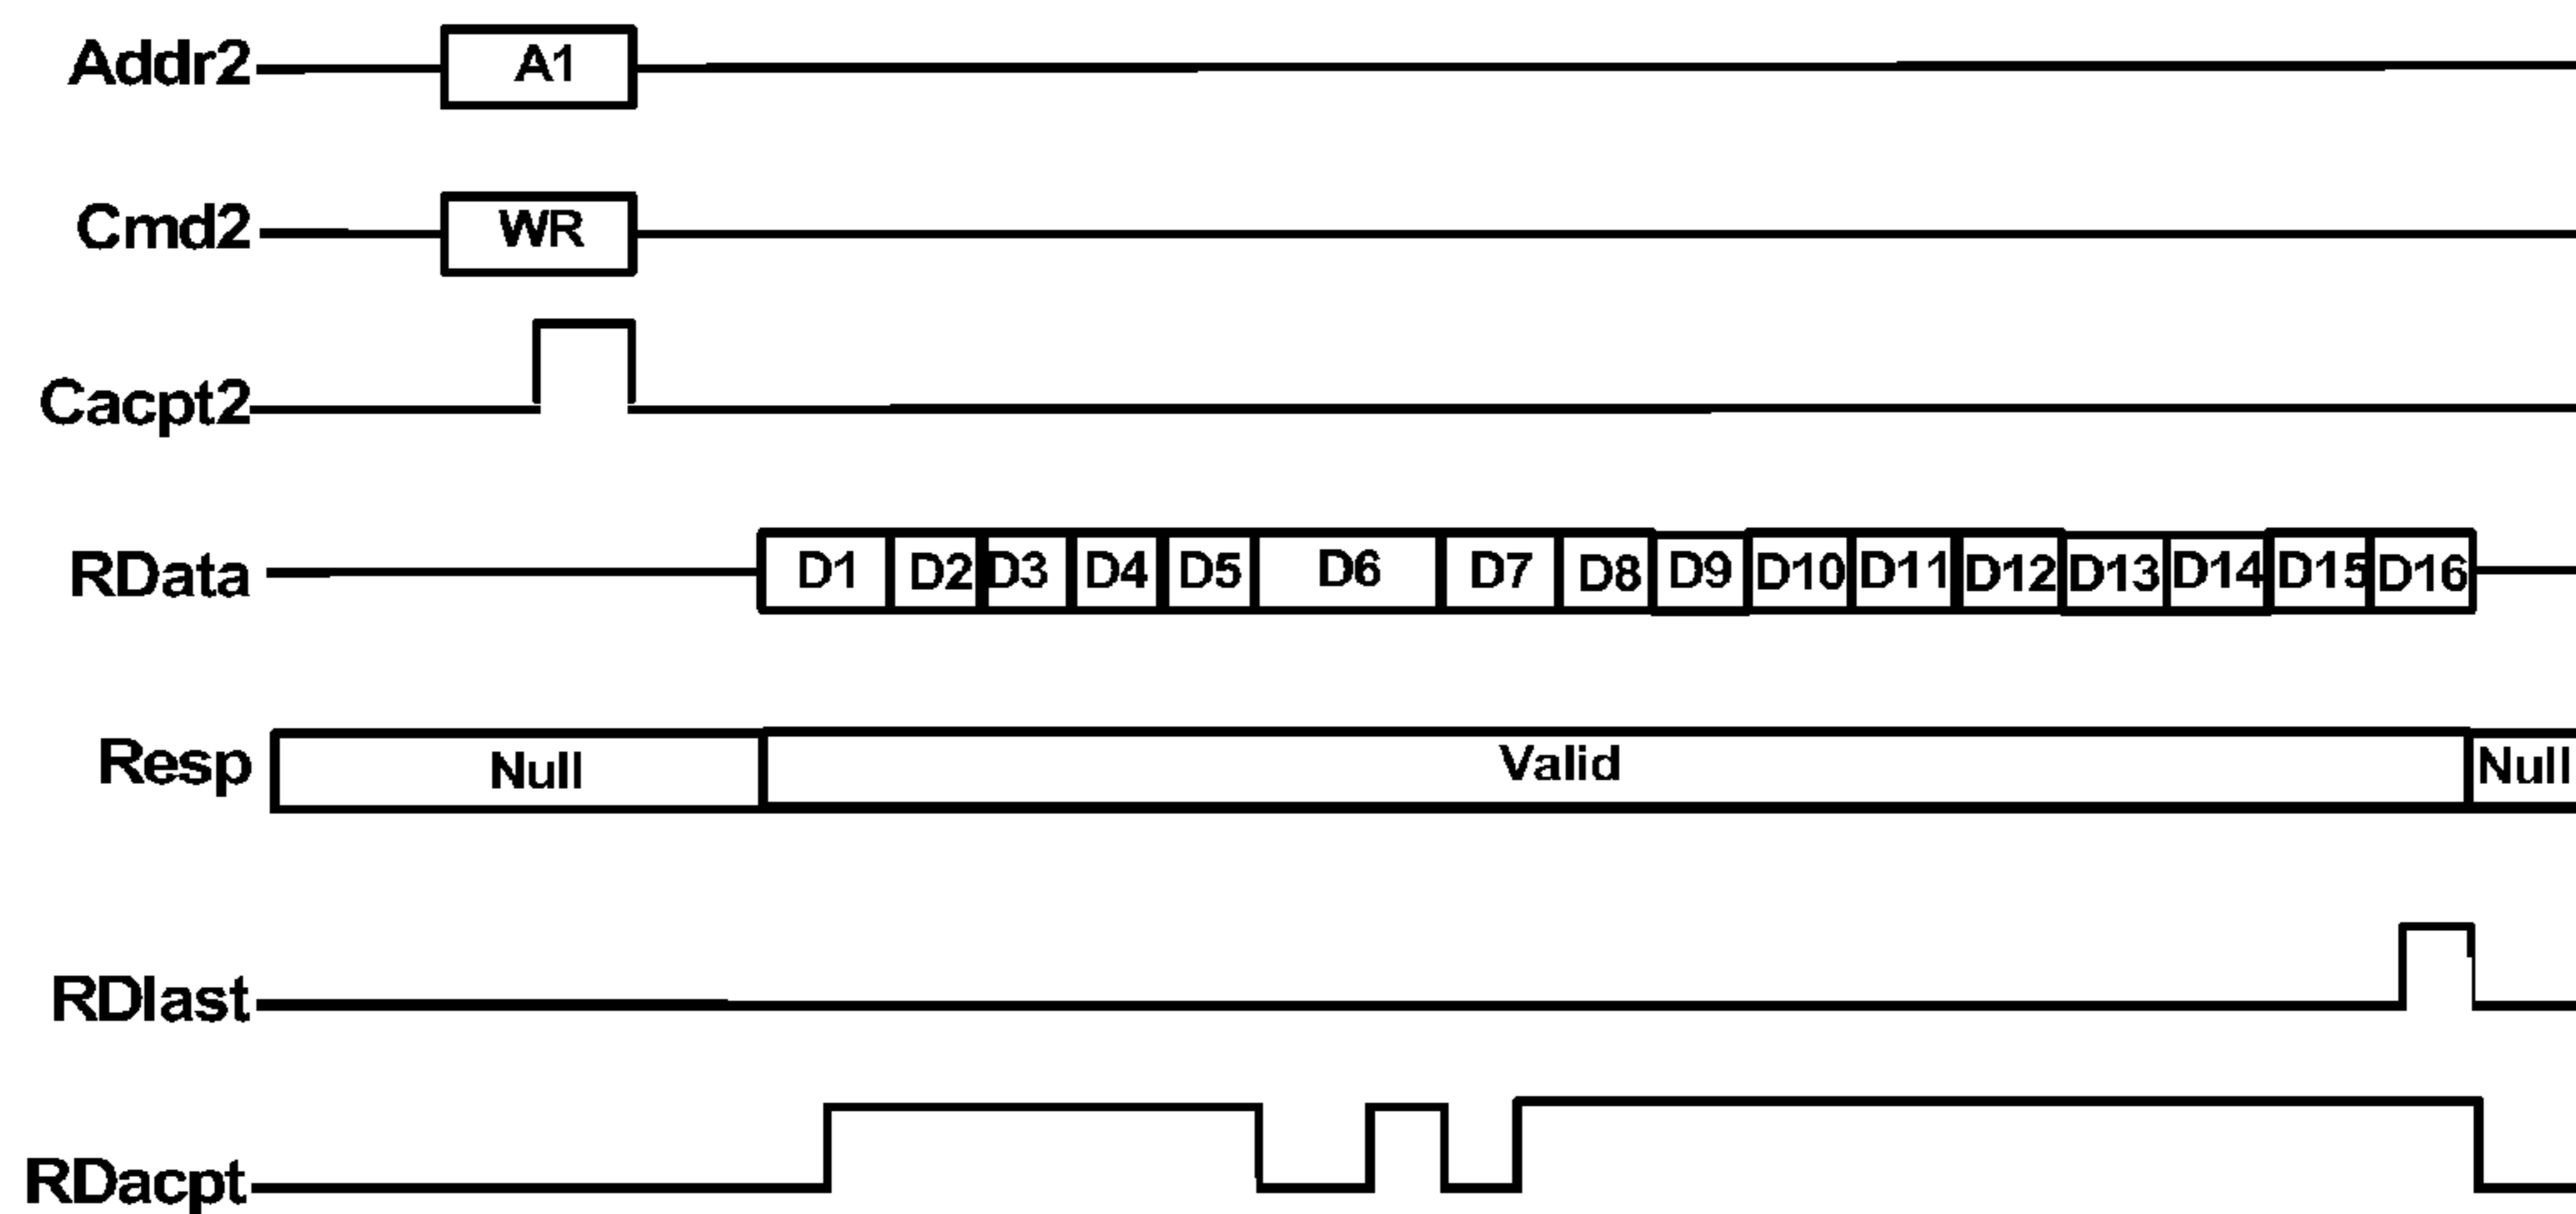 Addr2 A1
Cmd2 WR
Cacpt2
RData D1 D2 D3 D4 D5 D6 D7 D8 D9 D10 D11 D12 D13 D14 D15 D16
Resp Null Valid Null
RDlast
RDacpt